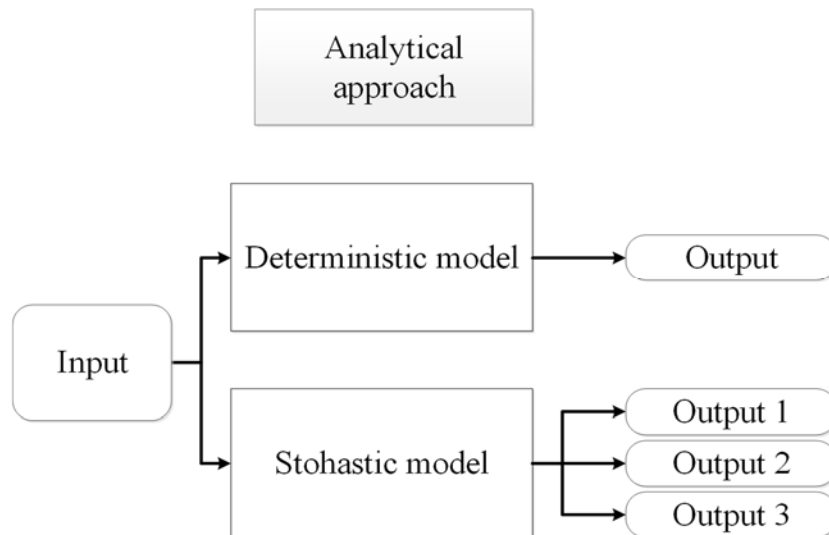 Analytical
approach
Deterministic model
Output
Input
Stohastic model
Output 1
Output 2
Output 3